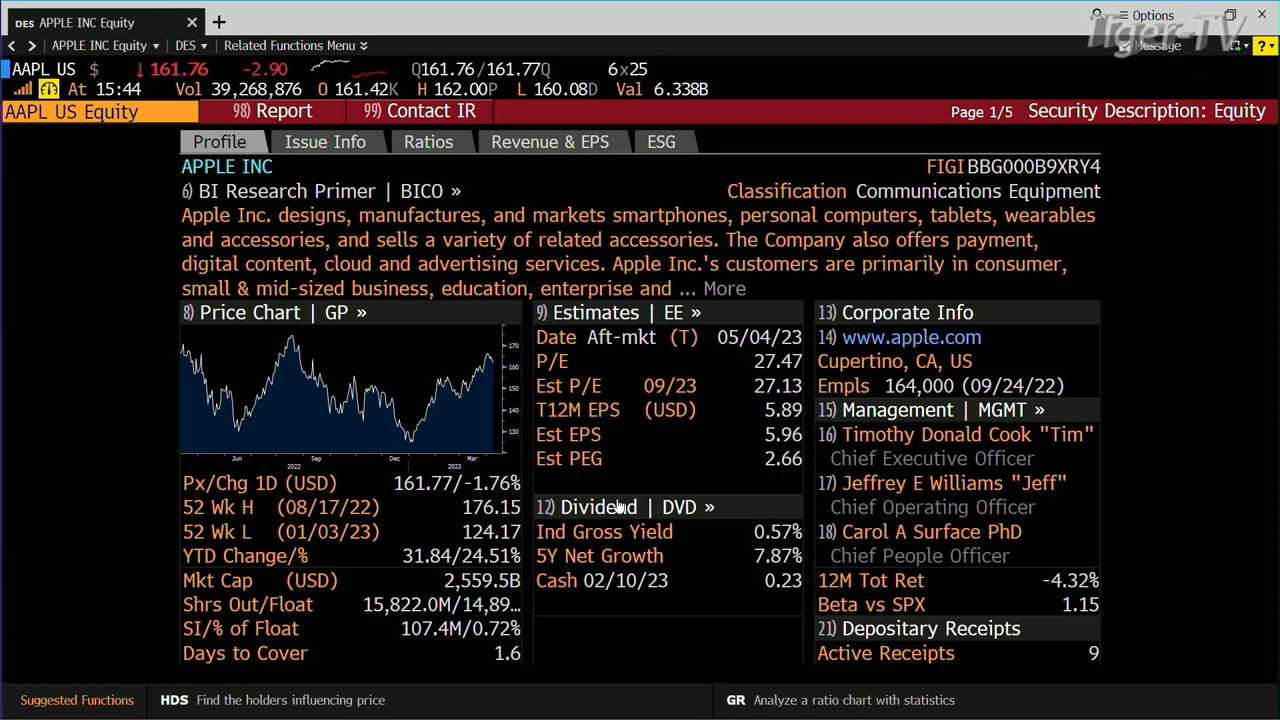 DES APPLE INC Equity
Options
Tiger-TV
APPLE INC Equity DES Related Functions Menu
Message
AAPL US $ ↓161.76 -2.90 Q161.76/161.77Q 6x25
At 15:44 Vol 39,268,876 O 161.42K H 162.00P L 160.08D Val 6.338B
AAPL US Equity 98) Report 99) Contact IR Page 1/5 Security Description: Equity
Profile Issue Info Ratios Revenue & EPS ESG
APPLE INC FIGI BBG000B9XRY4
6) BI Research Primer | BICO » Classification Communications Equipment
Apple Inc. designs, manufactures, and markets smartphones, personal computers, tablets, wearables
and accessories, and sells a variety of related accessories. The Company also offers payment,
digital content, cloud and advertising services. Apple Inc.'s customers are primarily in consumer,
small & mid-sized business, education, enterprise and ... More
8) Price Chart | GP »
170
160
150
140
130
Jun Sep Dec Mar
2022 2023
Px/Chg 1D (USD) 161.77/-1.76%
52 Wk H (08/17/22) 176.15
52 Wk L (01/03/23) 124.17
YTD Change/% 31.84/24.51%
Mkt Cap (USD) 2,559.5B
Shrs Out/Float 15,822.0M/14,89...
SI/% of Float 107.4M/0.72%
Days to Cover 1.6
9) Estimates | EE »
Date Aft-mkt (T) 05/04/23
P/E 27.47
Est P/E 09/23 27.13
T12M EPS (USD) 5.89
Est EPS 5.96
Est PEG 2.66
12) Dividend | DVD »
Ind Gross Yield 0.57%
5Y Net Growth 7.87%
Cash 02/10/23 0.23
13) Corporate Info
14) www.apple.com
Cupertino, CA, US
Empls 164,000 (09/24/22)
15) Management | MGMT »
16) Timothy Donald Cook "Tim"
Chief Executive Officer
17) Jeffrey E Williams "Jeff"
Chief Operating Officer
18) Carol A Surface PhD
Chief People Officer
12M Tot Ret -4.32%
Beta vs SPX 1.15
21) Depositary Receipts
Active Receipts 9
Suggested Functions HDS Find the holders influencing price GR Analyze a ratio chart with statistics